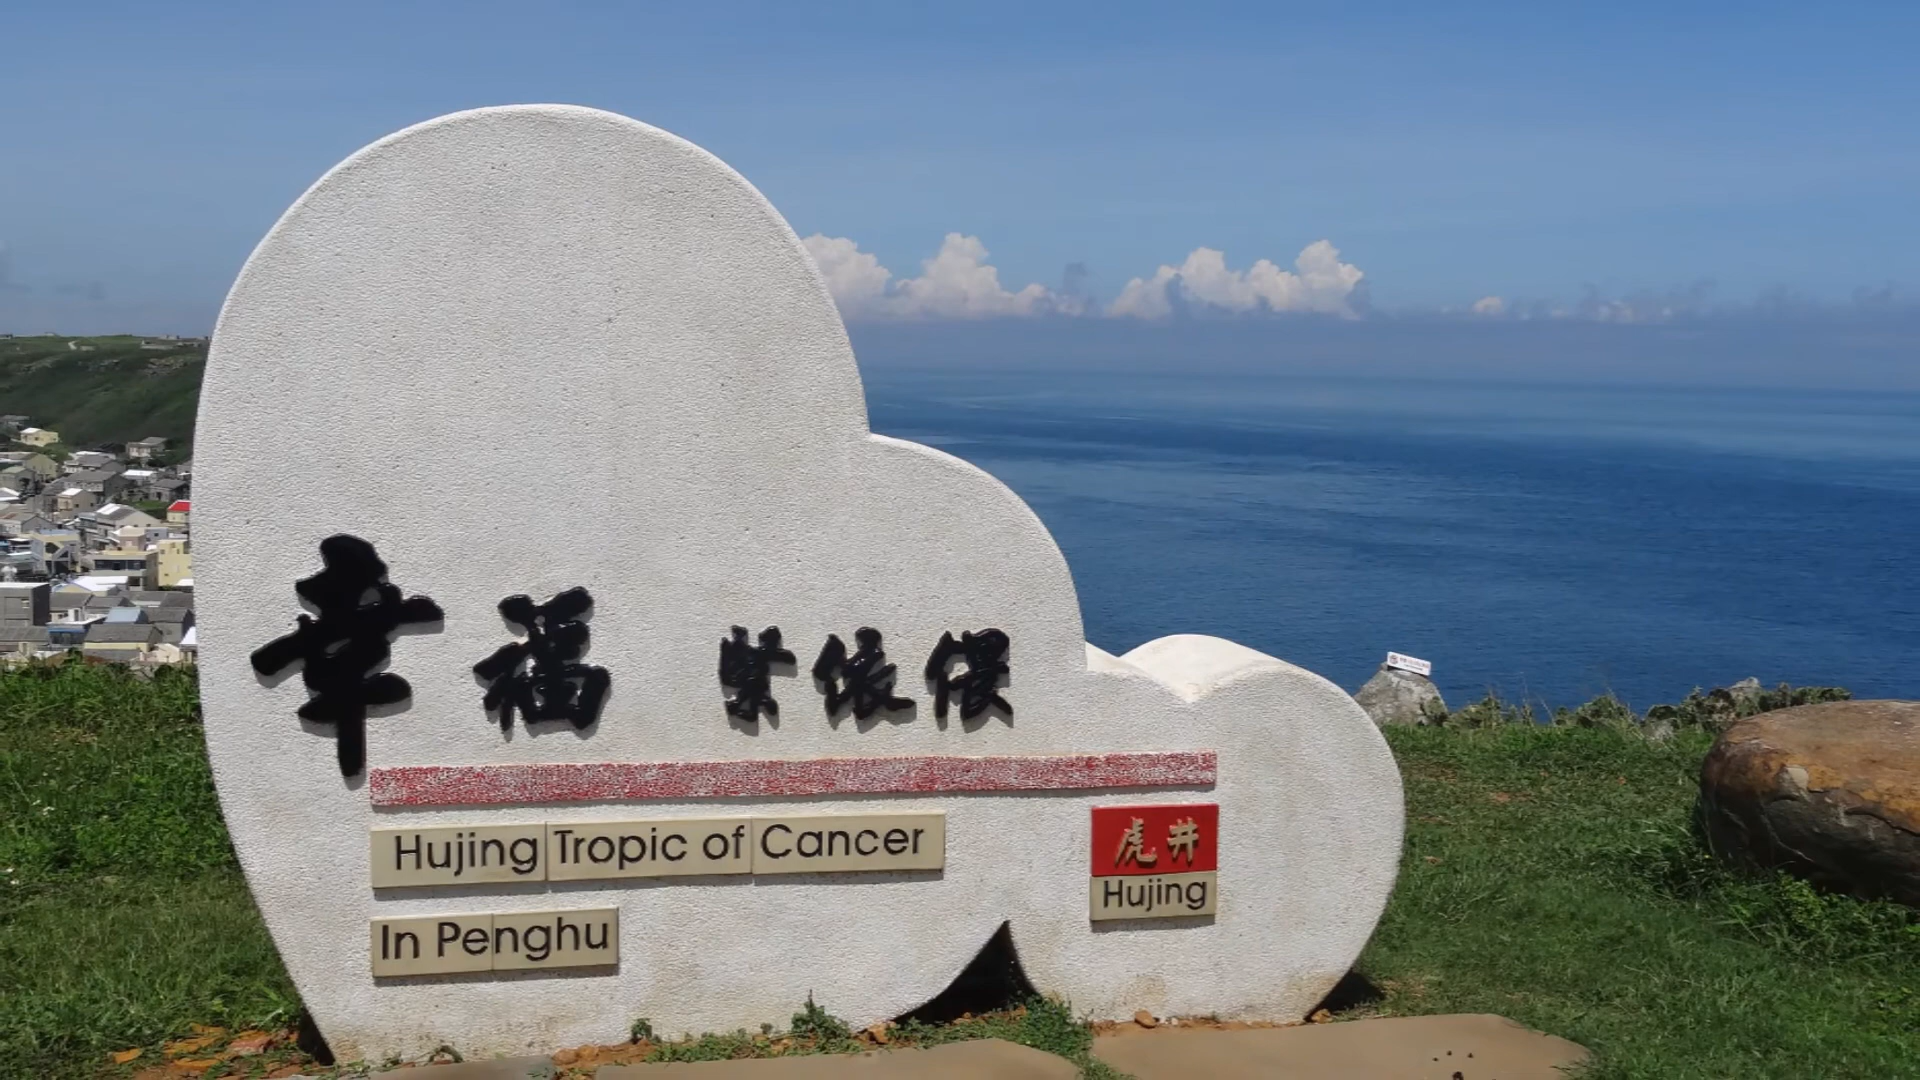 幸福 緊依偎
Hujing Tropic of Cancer
In Penghu
虎井
Hujing